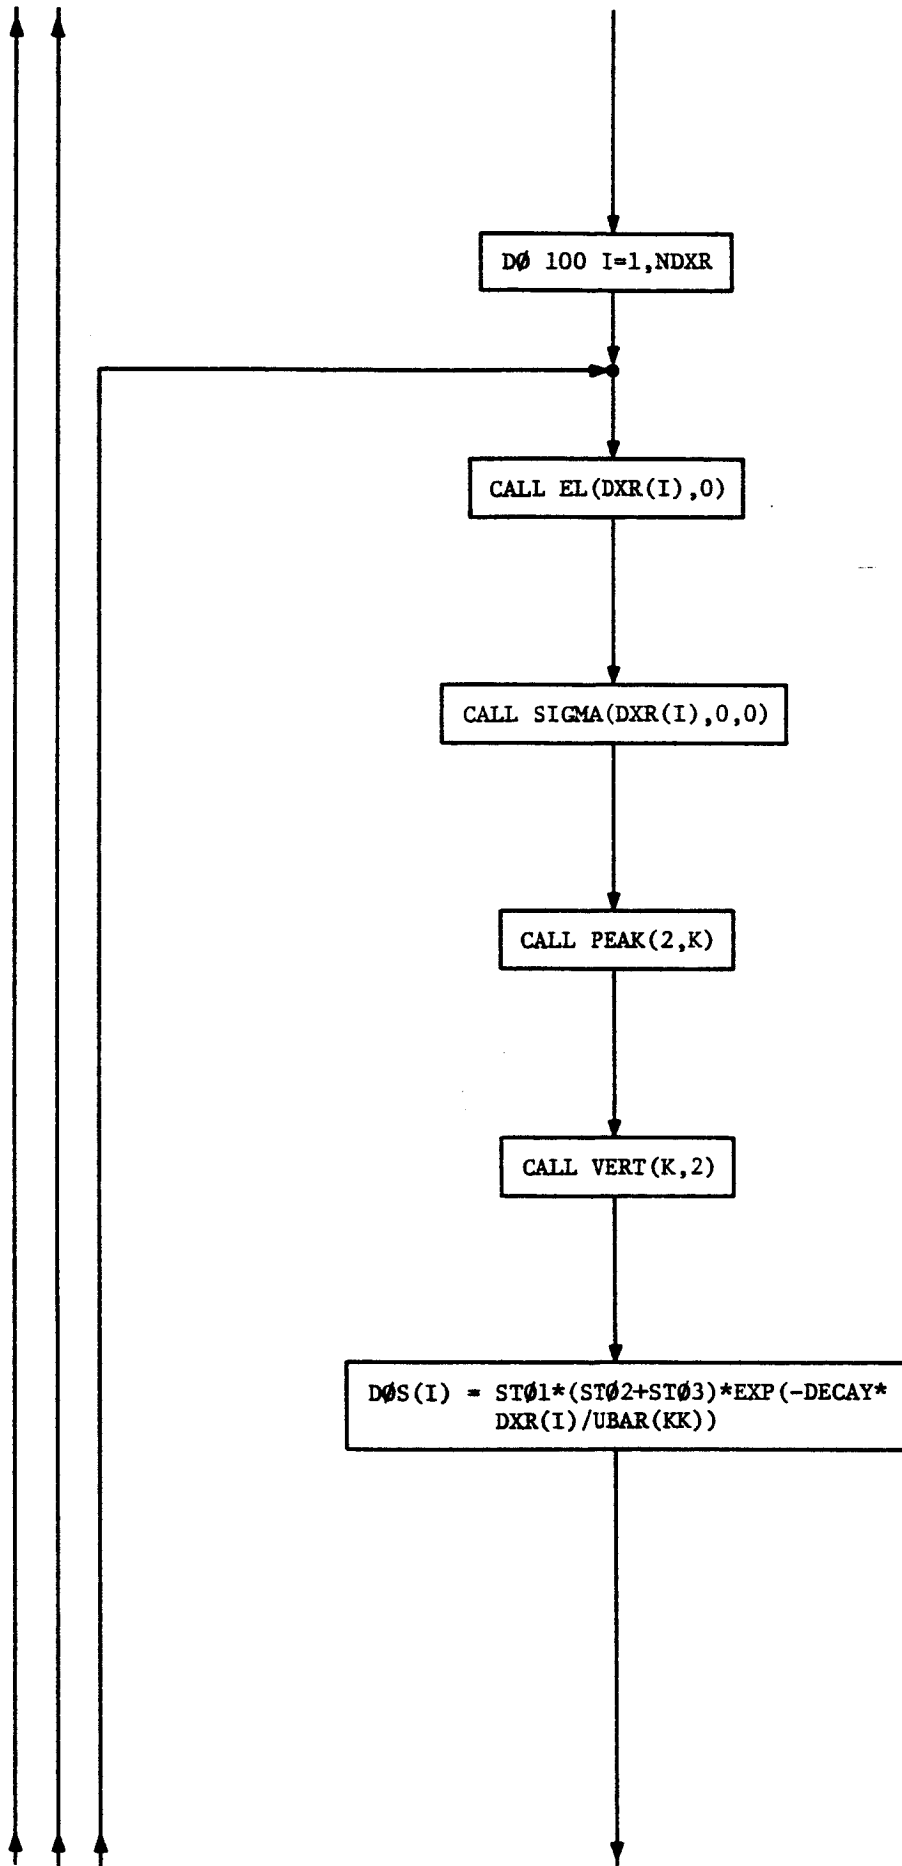 DØ 100 I=1,NDXR
CALL EL(DXR(I),0)
CALL SIGMA(DXR(I),0,0)
CALL PEAK(2,K)
CALL VERT(K,2)
DØS(I) = STØ1*(STØ2+STØ3)*EXP(-DECAY*
DXR(I)/UBAR(KK))